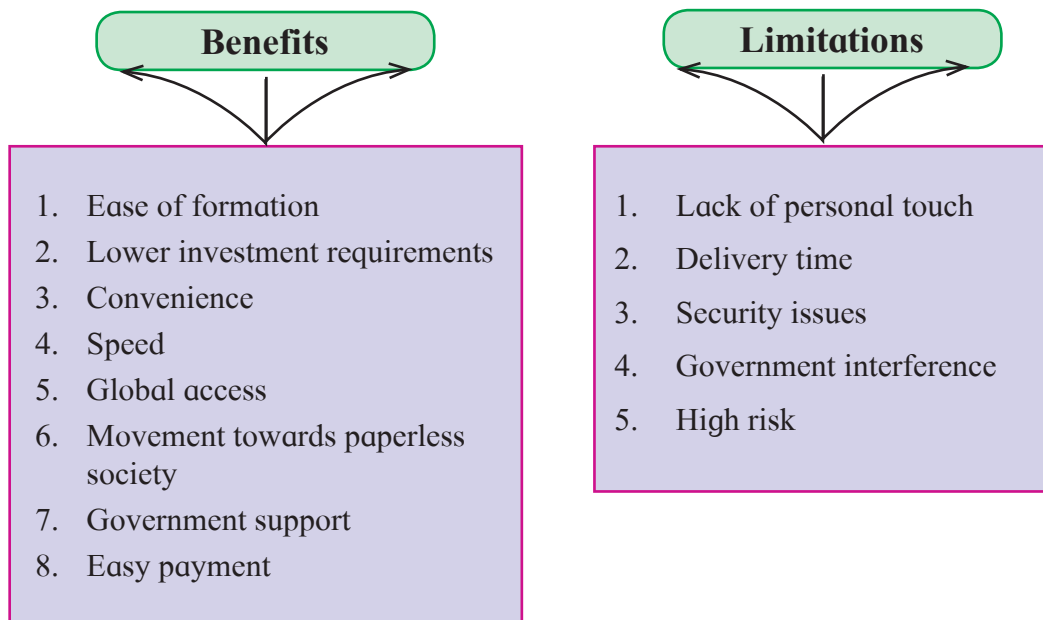 Benefits
1. Ease of formation
2. Lower investment requirements
3. Convenience
4. Speed
5. Global access
6. Movement towards paperless
society
7. Government support
8. Easy payment
Limitations
1. Lack of personal touch
2. Delivery time
3. Security issues
4. Government interference
5. High risk